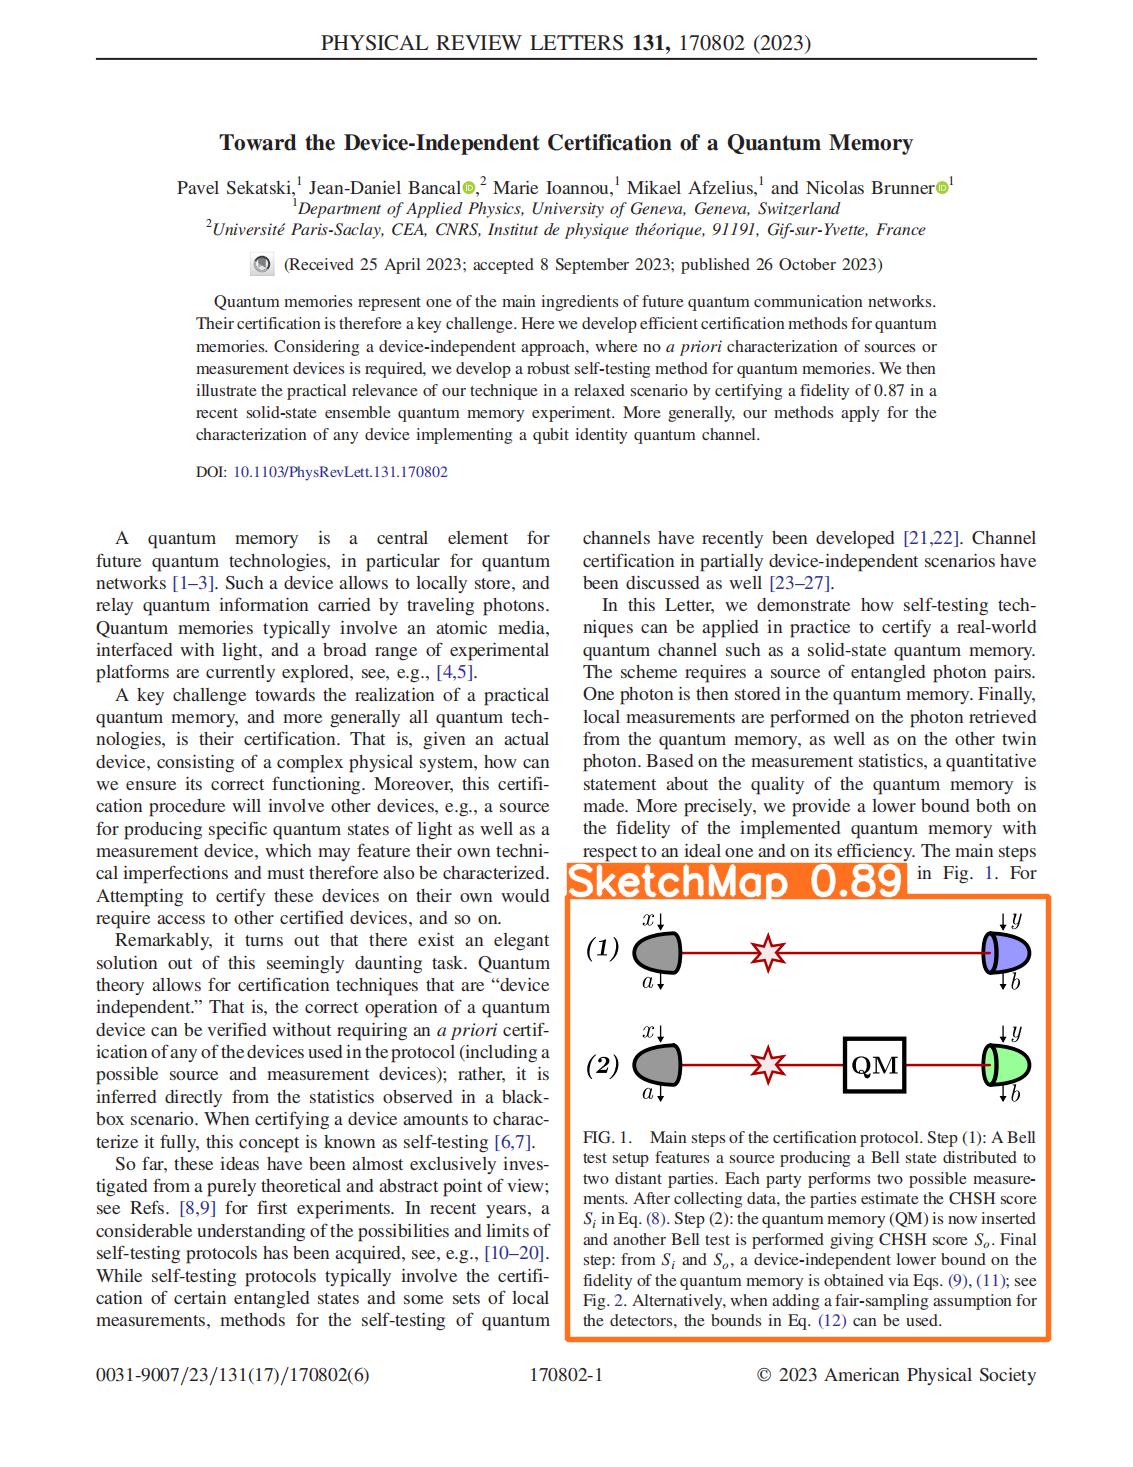 PHYSICAL REVIEW LETTERS 131, 170802 (2023)
Toward the Device-Independent Certification of a Quantum Memory
Pavel Sekatski,1 Jean-Daniel Bancal,2 Marie Ioannou,1 Mikael Afzelius,1 and Nicolas Brunner1
1Department of Applied Physics, University of Geneva, Geneva, Switzerland
2Université Paris-Saclay, CEA, CNRS, Institut de physique théorique, 91191, Gif-sur-Yvette, France
(Received 25 April 2023; accepted 8 September 2023; published 26 October 2023)
Quantum memories represent one of the main ingredients of future quantum communication networks.
Their certification is therefore a key challenge. Here we develop efficient certification methods for quantum
memories. Considering a device-independent approach, where no a priori characterization of sources or
measurement devices is required, we develop a robust self-testing method for quantum memories. We then
illustrate the practical relevance of our technique in a relaxed scenario by certifying a fidelity of 0.87 in a
recent solid-state ensemble quantum memory experiment. More generally, our methods apply for the
characterization of any device implementing a qubit identity quantum channel.
DOI: 10.1103/PhysRevLett.131.170802
A quantum memory is a central element for
future quantum technologies, in particular for quantum
networks [1–3]. Such a device allows to locally store, and
relay quantum information carried by traveling photons.
Quantum memories typically involve an atomic media,
interfaced with light, and a broad range of experimental
platforms are currently explored, see, e.g., [4,5].
A key challenge towards the realization of a practical
quantum memory, and more generally all quantum tech-
nologies, is their certification. That is, given an actual
device, consisting of a complex physical system, how can
we ensure its correct functioning. Moreover, this certifi-
cation procedure will involve other devices, e.g., a source
for producing specific quantum states of light as well as a
measurement device, which may feature their own techni-
cal imperfections and must therefore also be characterized.
Attempting to certify these devices on their own would
require access to other certified devices, and so on.
Remarkably, it turns out that there exist an elegant
solution out of this seemingly daunting task. Quantum
theory allows for certification techniques that are “device
independent.” That is, the correct operation of a quantum
device can be verified without requiring an a priori certif-
ication of any of the devices used in the protocol (including a
possible source and measurement devices); rather, it is
inferred directly from the statistics observed in a black-
box scenario. When certifying a device amounts to charac-
terize it fully, this concept is known as self-testing [6,7].
So far, these ideas have been almost exclusively inves-
tigated from a purely theoretical and abstract point of view;
see Refs. [8,9] for first experiments. In recent years, a
considerable understanding of the possibilities and limits of
self-testing protocols has been acquired, see, e.g., [10–20].
While self-testing protocols typically involve the certifi-
cation of certain entangled states and some sets of local
measurements, methods for the self-testing of quantum
channels have recently been developed [21,22]. Channel
certification in partially device-independent scenarios have
been discussed as well [23–27].
In this Letter, we demonstrate how self-testing tech-
niques can be applied in practice to certify a real-world
quantum channel such as a solid-state quantum memory.
The scheme requires a source of entangled photon pairs.
One photon is then stored in the quantum memory. Finally,
local measurements are performed on the photon retrieved
from the quantum memory, as well as on the other twin
photon. Based on the measurement statistics, a quantitative
statement about the quality of the quantum memory is
made. More precisely, we provide a lower bound both on
the fidelity of the implemented quantum memory with
respect to an ideal one and on its efficiency. The main steps
SketchMap 0.89 in Fig. 1. For
x y
(1)
a b
x y
(2) QM
a b
FIG. 1. Main steps of the certification protocol. Step (1): A Bell
test setup features a source producing a Bell state distributed to
two distant parties. Each party performs two possible measure-
ments. After collecting data, the parties estimate the CHSH score
Si in Eq. (8). Step (2): the quantum memory (QM) is now inserted
and another Bell test is performed giving CHSH score So. Final
step: from Si and So, a device-independent lower bound on the
fidelity of the quantum memory is obtained via Eqs. (9), (11); see
Fig. 2. Alternatively, when adding a fair-sampling assumption for
the detectors, the bounds in Eq. (12) can be used.
0031-9007/23/131(17)/170802(6) 170802-1 © 2023 American Physical Society